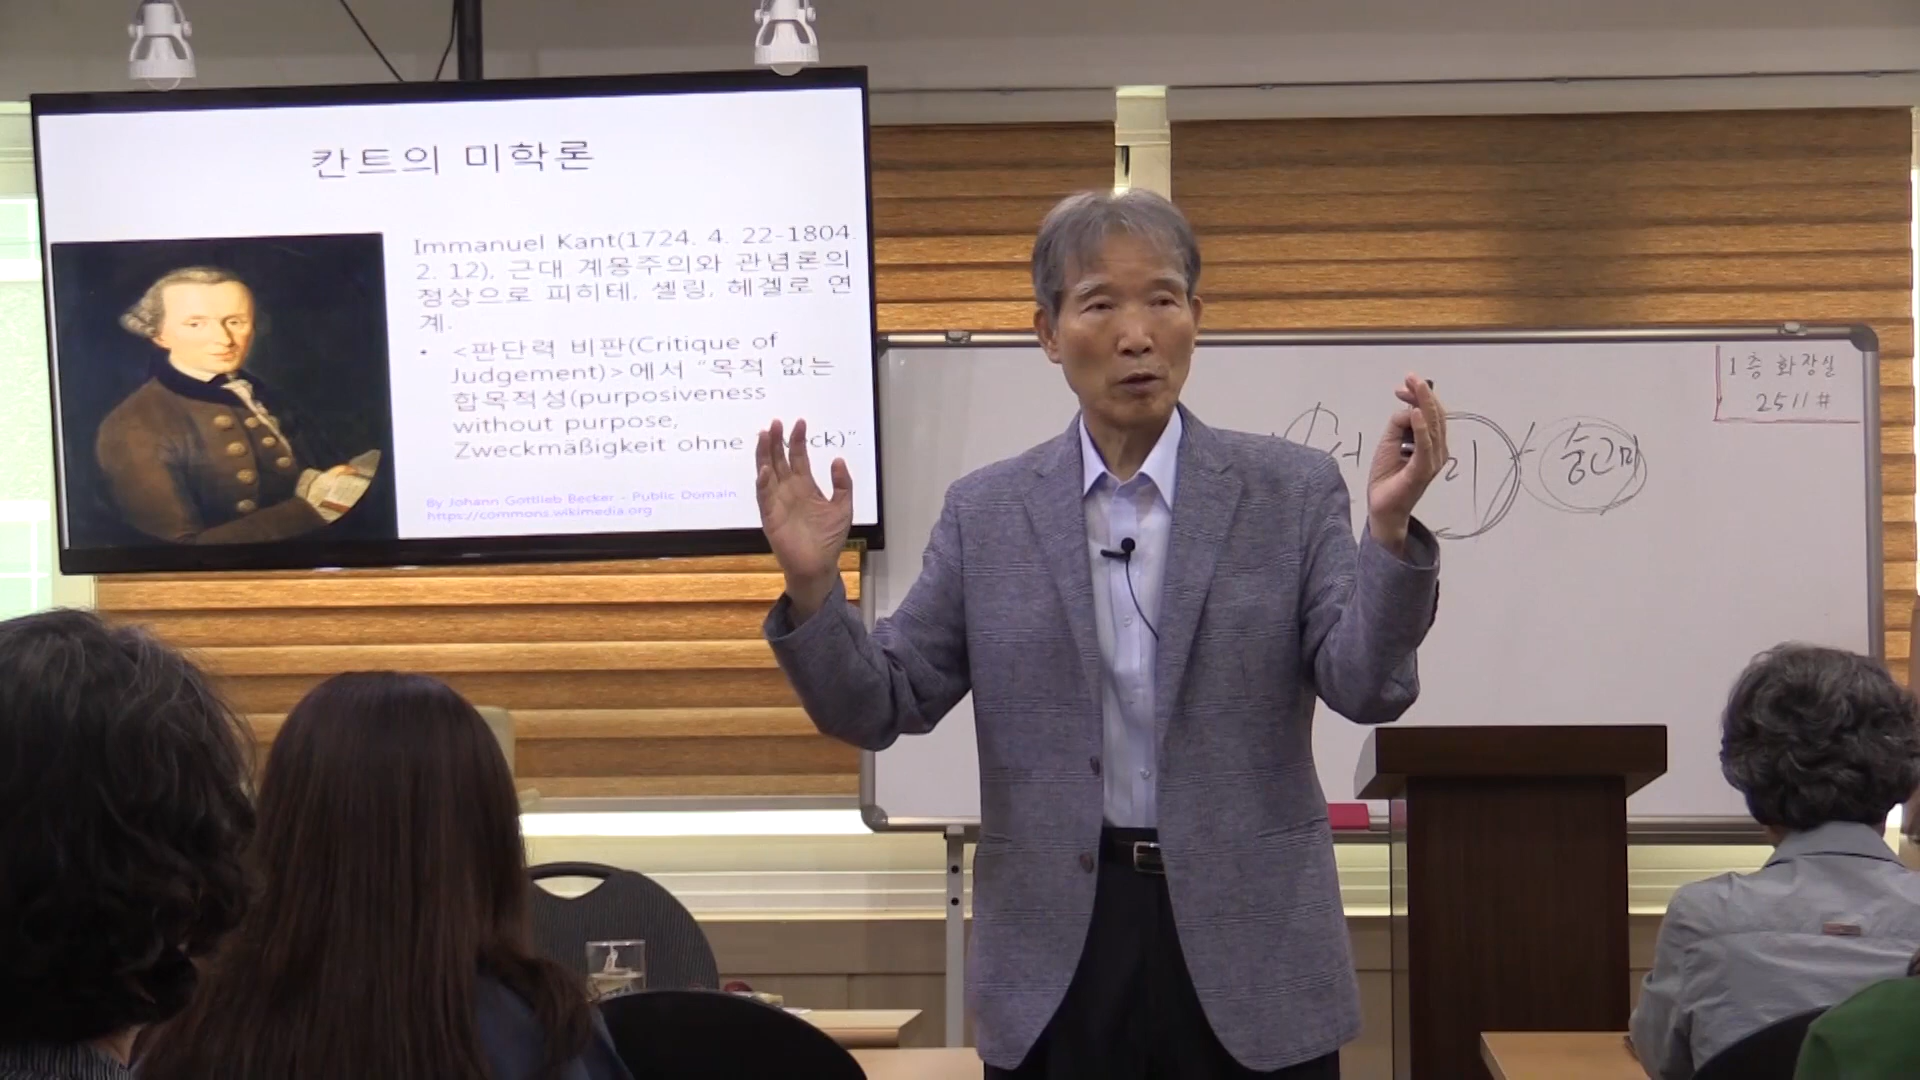 칸트의 미학론
Immanuel Kant(1724. 4. 22-1804.
2. 12), 근대 계몽주의와 관념론의
정상으로 피히테, 쉘링, 헤겔로 연
계.
• <판단력 비판(Critique of
Judgement)>에서 "목적 없는
합목적성(purposiveness
without purpose,
Zweckmäßigkeit ohne
By Johann Gottlieb Becker - Public Domain.
https://commons.wikimedia.org
1층 화장실
2511#
숭고미